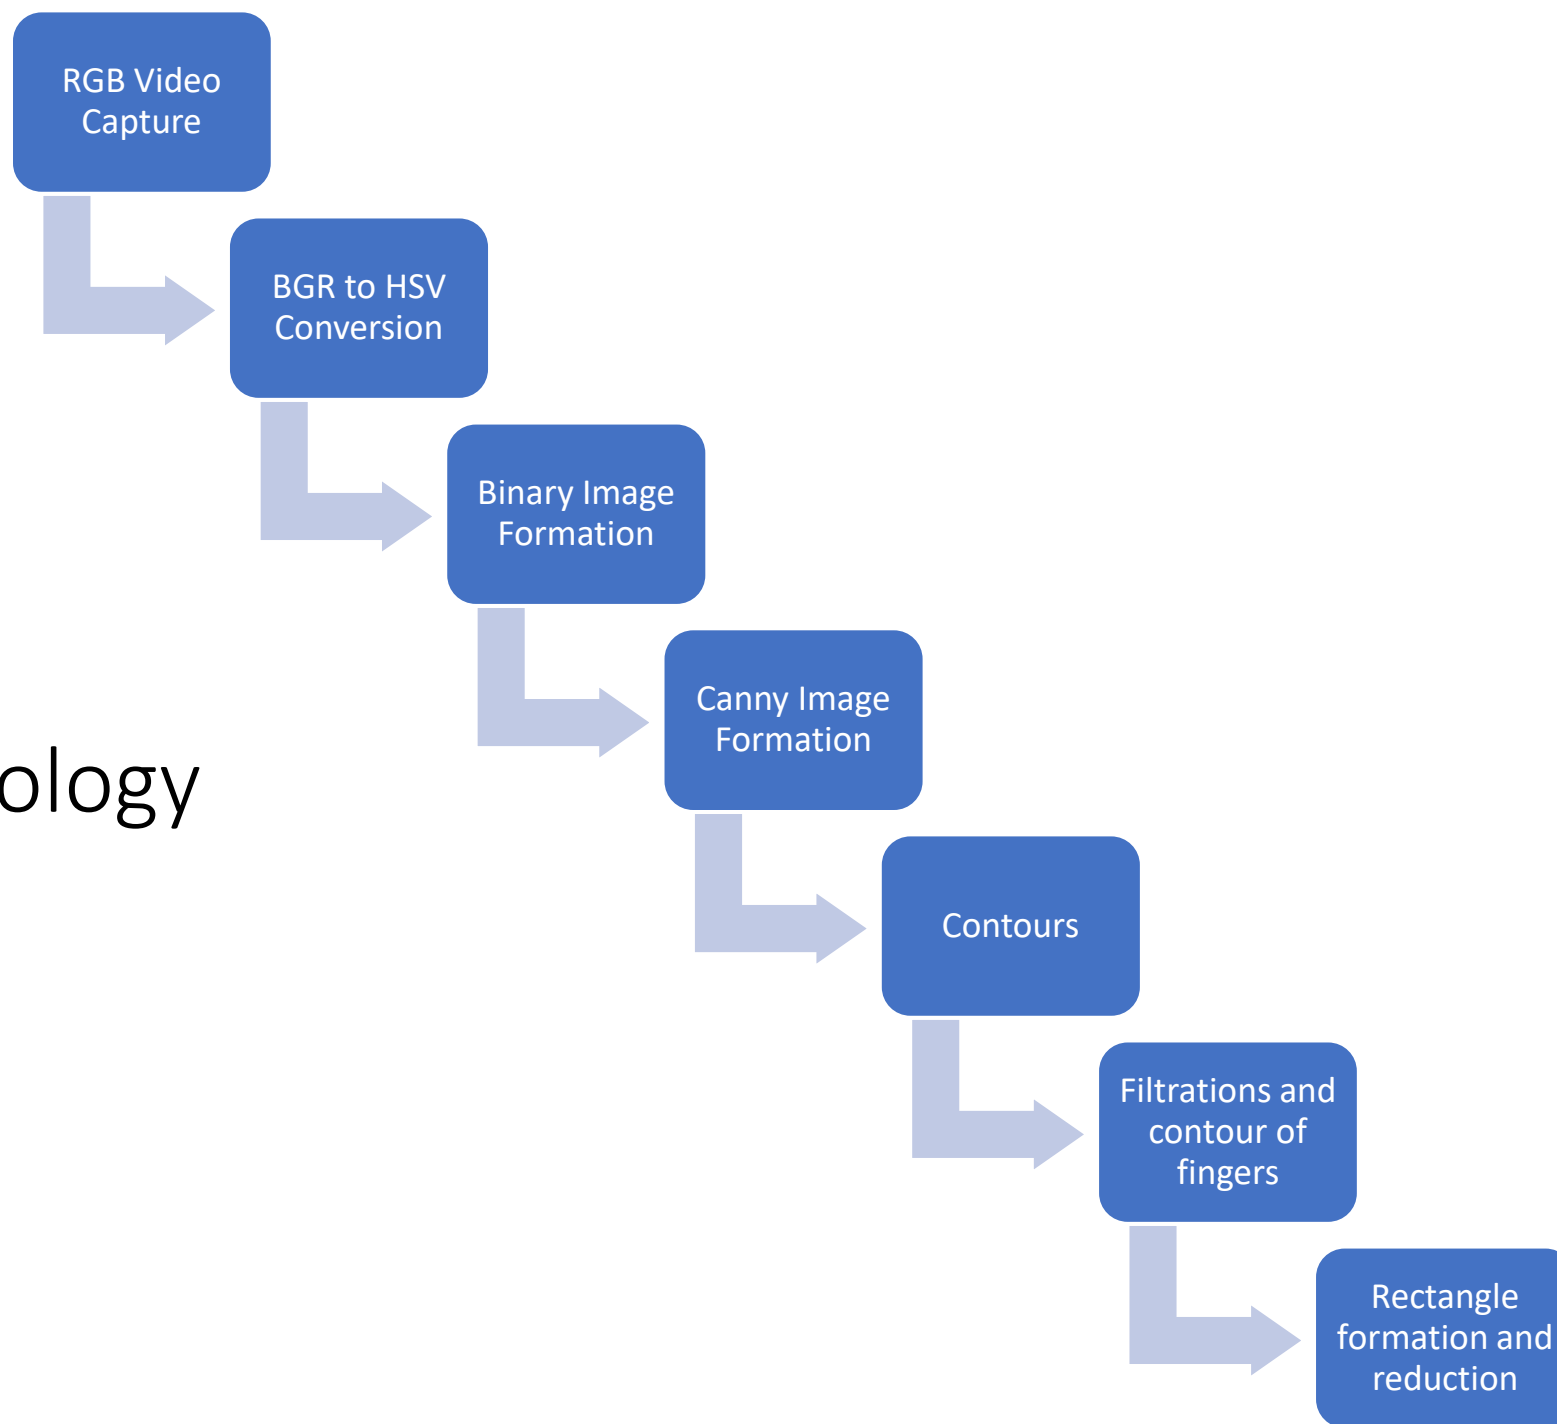 RGB Video
Capture
BGR to HSV
Conversion
Binary Image
Formation
Canny Image
Formation
ology
Contours
Filtrations and
contour of
fingers
Rectangle
formation and
reduction